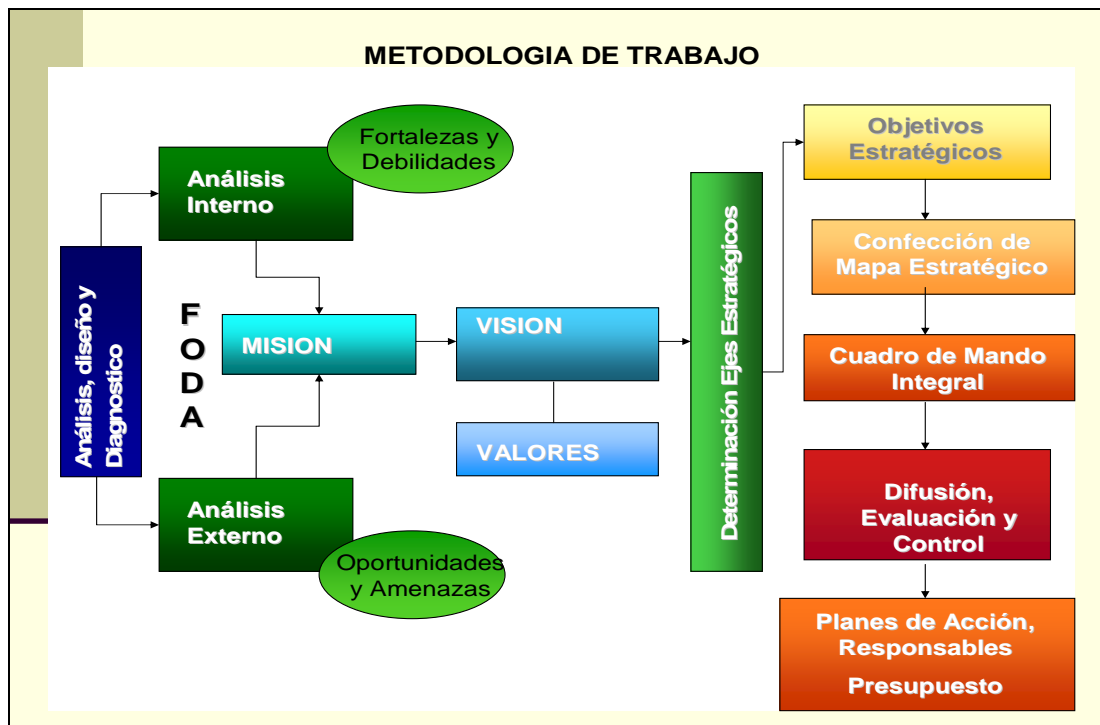 METODOLOGIA DE TRABAJO
Análisis, diseño y
Diagnostico
Análisis
Interno
Fortalezas y
Debilidades
F
O
D
A
MISION
Análisis
Externo
Oportunidades
y Amenazas
VISION
VALORES
Determinación Ejes Estratégicos
Objetivos
Estratégicos
Confección de
Mapa Estratégico
Cuadro de Mando
Integral
Difusión,
Evaluación y
Control
Planes de Acción,
Responsables
Presupuesto